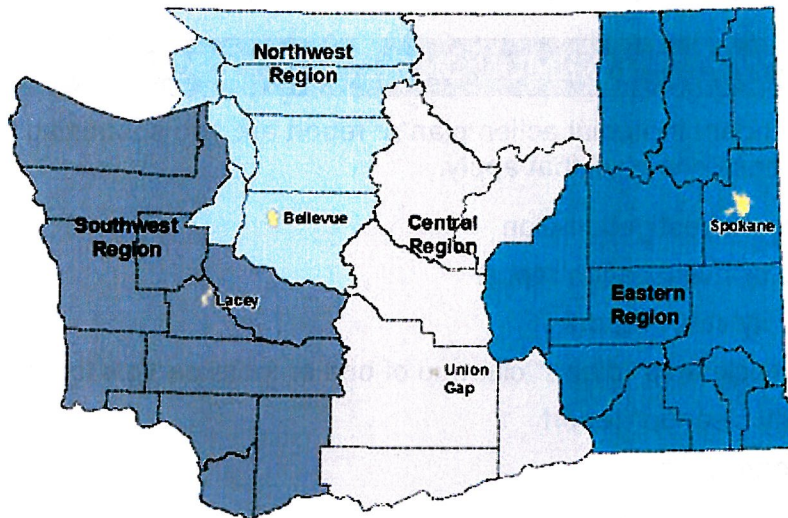 Northwest
Region
Southwest
Region
Bellevue
Lacey
Central
Region
Union
Gap
Spokane
Eastern
Region